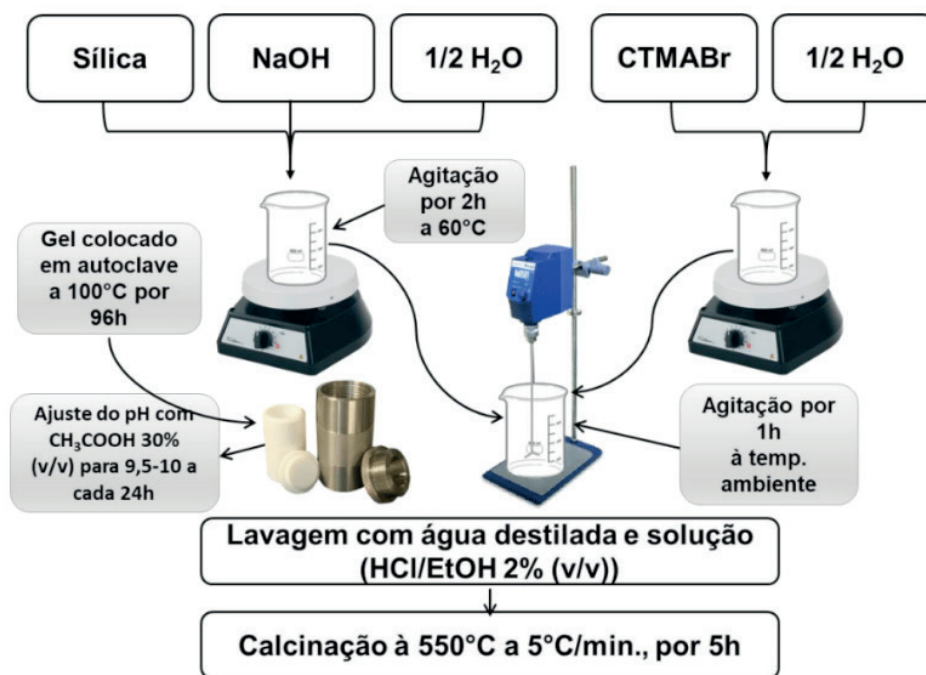 Sílica
NaOH
1/2 H₂O
CTMABr
1/2 H₂O
Agitação
por 2h
a 60°C
Gel colocado
em autoclave
a 100°C por
96h
Ajuste do pH com
CH₃COOH 30%
(v/v) para 9,5-10 a
cada 24h
Agitação por
1h
à temp.
ambiente
Lavagem com água destilada e solução
(HCl/EtOH 2% (v/v))
Calcinação à 550°C a 5°C/min., por 5h